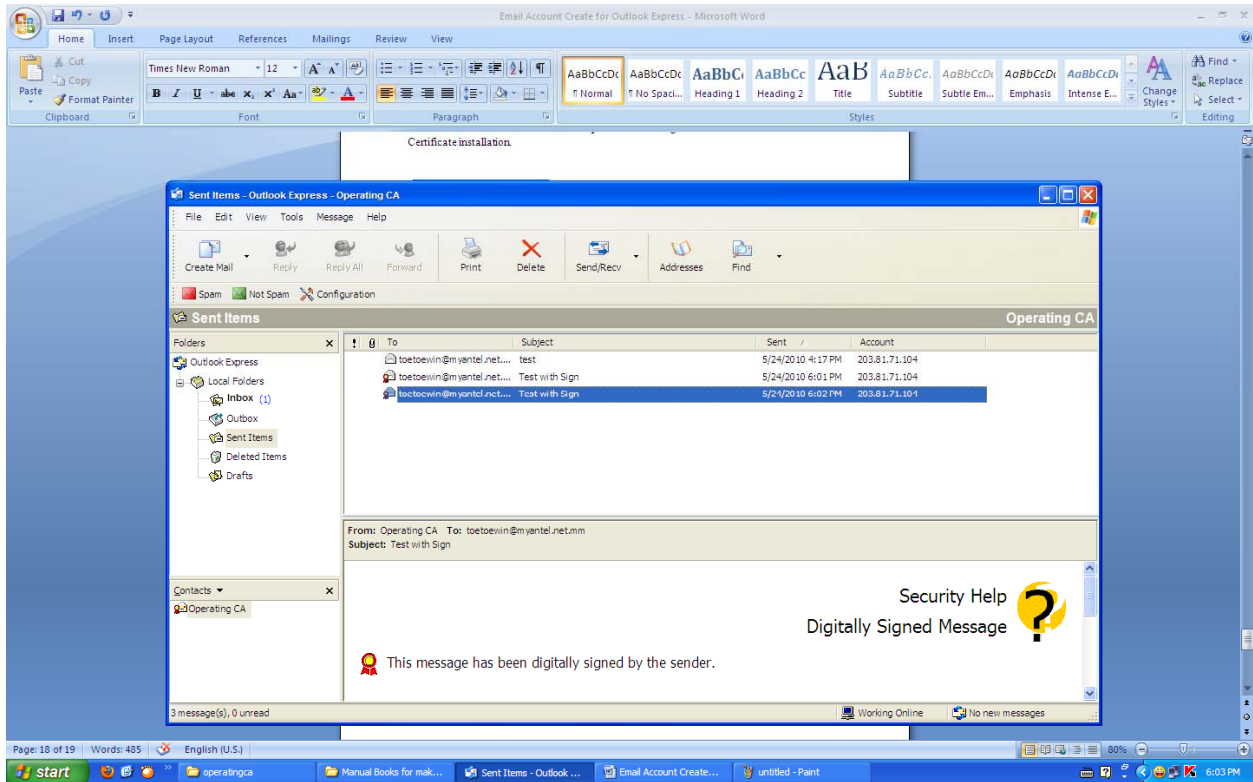 Email Account Create for Outlook Express - Microsoft Word
Home Insert Page Layout References Mailings Review View
Cut
Copy
Format Painter
Paste
Clipboard
Times New Roman 12
Font
Paragraph
AaBbCcDc AaBbCcDc AaBbC AaBbCc AaB AaBbCc. AaBbCcDc AaBbCcDc AaBbCcDc
¶ Normal ¶ No Spaci... Heading 1 Heading 2 Title Subtitle Subtle Em... Emphasis Intense E...
Change Styles
Styles
Find
Replace
Select
Editing
Certificate installation.
Sent Items - Outlook Express - Operating CA
File Edit View Tools Message Help
Create Mail Reply Reply All Forward Print Delete Send/Recv Addresses Find
Spam Not Spam Configuration
Sent Items Operating CA
Folders x
Outlook Express
Local Folders
Inbox (1)
Outbox
Sent Items
Deleted Items
Drafts
Contacts x
Operating CA
! To Subject Sent / Account
toetoewin@myantel.net.... test 5/24/2010 4:17 PM 203.81.71.104
toetoewin@myantel.net.... Test with Sign 5/24/2010 6:01 PM 203.81.71.104
toetoewin@myantel.net.... Test with Sign 5/24/2010 6:02 PM 203.81.71.104
From: Operating CA To: toetoewin@myantel.net.mm
Subject: Test with Sign
Security Help
Digitally Signed Message
This message has been digitally signed by the sender.
3 message(s), 0 unread Working Online No new messages
Page: 18 of 19 Words: 485 English (U.S.) 80%
start operatingca Manual Books for mak... Sent Items - Outlook ... Email Account Create... untitled - Paint 6:03 PM